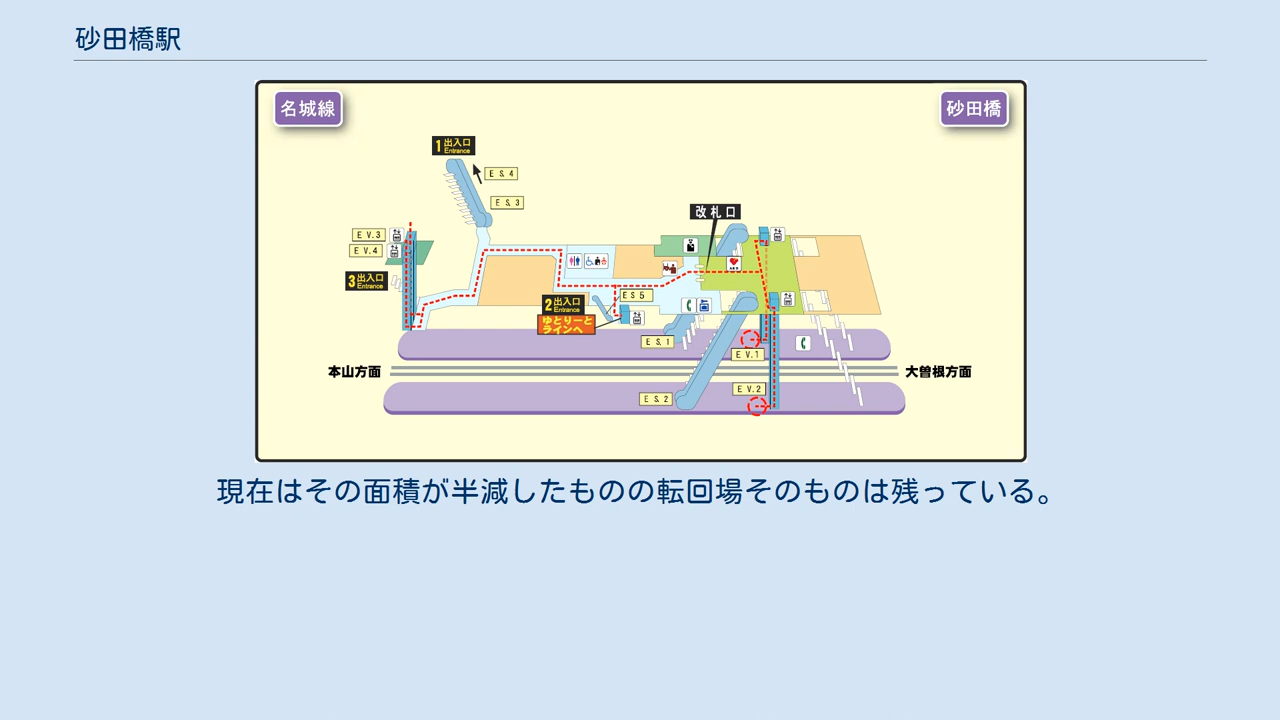 砂田橋駅
名城線
砂田橋
1出入口
Entrance
E S. 4
E S. 3
改札口
E V.3
E V.4
3出入口
Entrance
2出入口
Entrance
E S 5
ゆとりーと
ラインへ
E S. 1
E V.1
本山方面
大曽根方面
E V.2
E S. 2
現在はその面積が半減したものの転回場そのものは残っている。